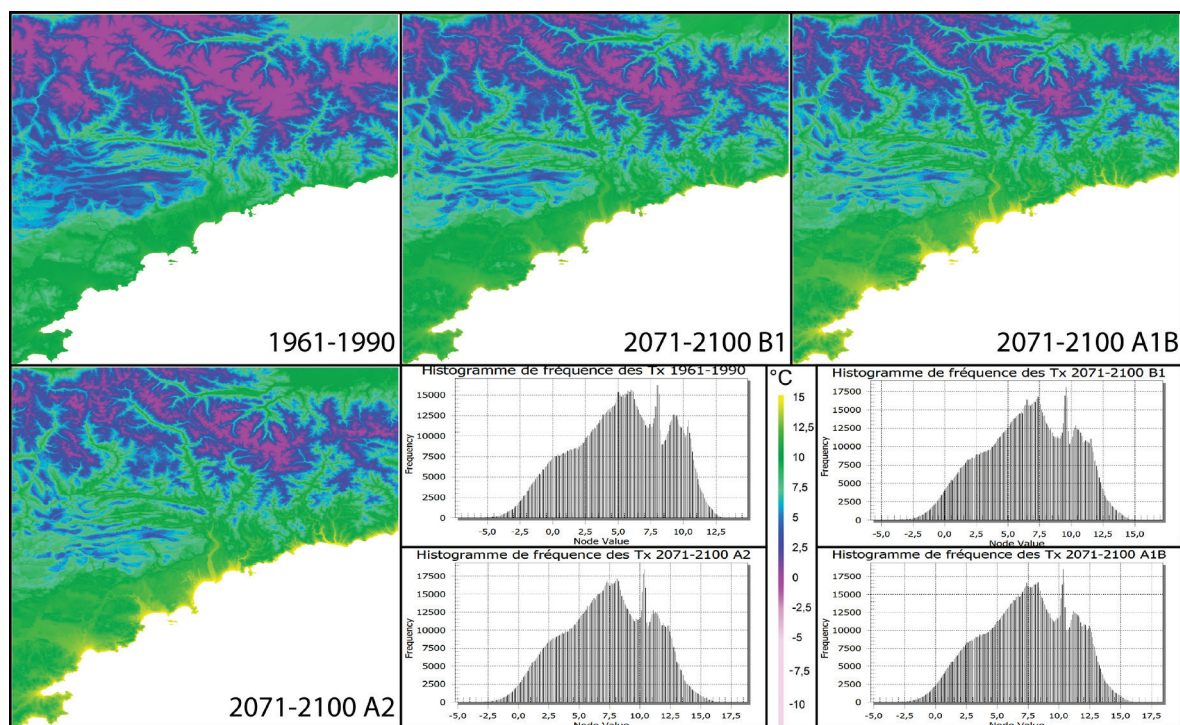 1961-1990
2071-2100 B1
2071-2100 A1B
2071-2100 A2
Histogramme de fréquence des Tx 1961-1990
Frequency
17500
15000
12500
10000
7500
5000
2500
0
-5,0 -2,5 0,0 2,5 5,0 7,5 10,0 12,5
Node Value
°C
15
12,5
10
7,5
5
2,5
0
-2,5
-5
-7,5
-10
Histogramme de fréquence des Tx 2071-2100 B1
Frequency
17500
15000
12500
10000
7500
5000
2500
0
-5,0 -2,5 0,0 2,5 5,0 7,5 10,0 12,5 15,0 17,5
Node Value
Histogramme de fréquence des Tx 2071-2100 A2
Frequency
17500
15000
12500
10000
7500
5000
2500
0
-5,0 -2,5 0,0 2,5 5,0 7,5 10,0 12,5 15,0 17,5
Node Value
Histogramme de fréquence des Tx 2071-2100 A1B
Frequency
17500
15000
12500
10000
7500
5000
2500
0
-5,0 -2,5 0,0 2,5 5,0 7,5 10,0 12,5 15,0 17,5
Node Value